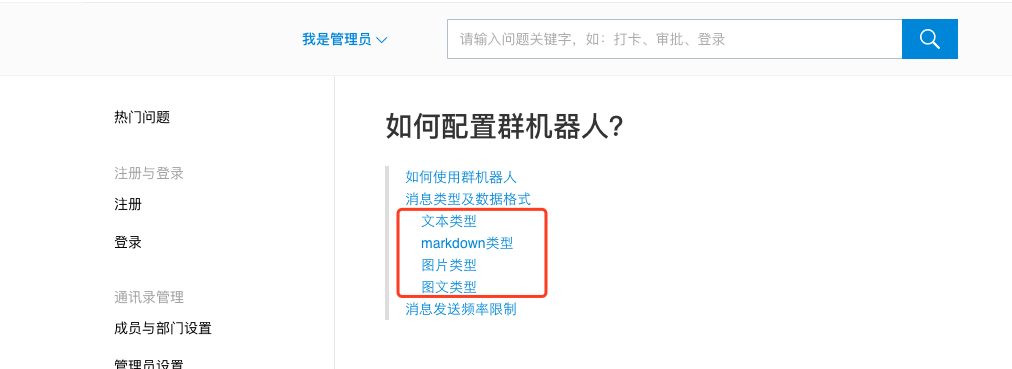 我是管理员
请输入问题关键字，如：打卡、审批、登录
热门问题
注册与登录
注册
登录
通讯录管理
成员与部门设置
管理员设置
如何配置群机器人?
如何使用群机器人
消息类型及数据格式
文本类型
markdown类型
图片类型
图文类型
消息发送频率限制